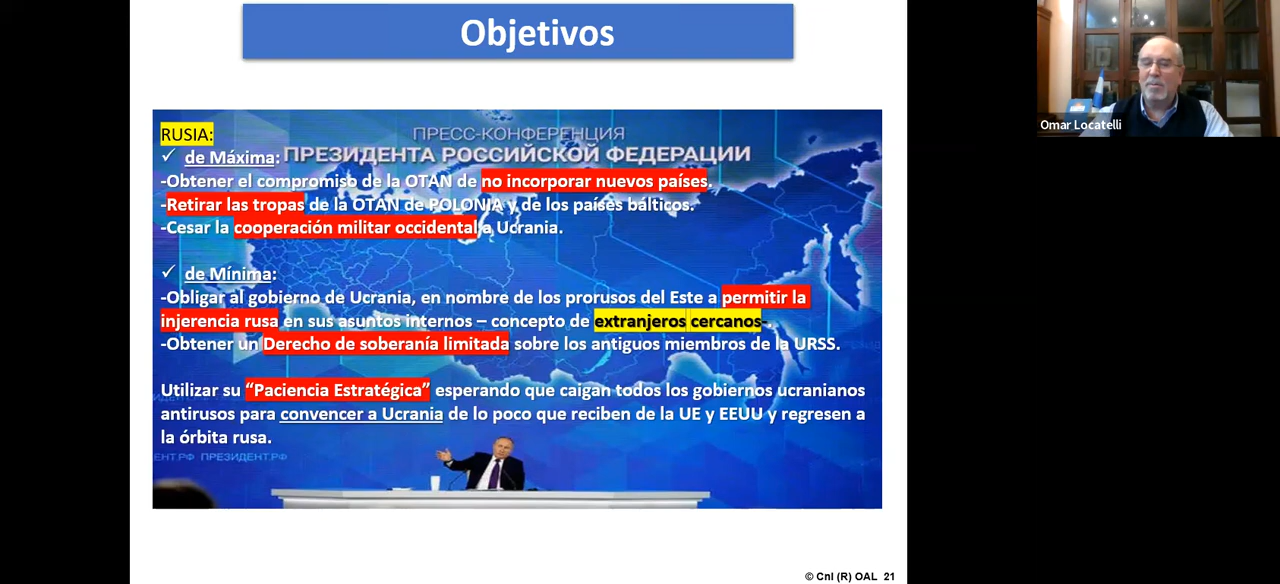 Objetivos
Omar Locatelli
ПРЕСС-КОНФЕРЕНЦИЯ
ПРЕЗИДЕНТА РОССИЙСКОЙ ФЕДЕРАЦИИ
RUSIA:
✓ de Máxima:
-Obtener el compromiso de la OTAN de no incorporar nuevos países.
-Retirar las tropas de la OTAN de POLONIA y de los países bálticos.
-Cesar la cooperación militar occidental a Ucrania.
✓ de Mínima:
-Obligar al gobierno de Ucrania, en nombre de los prorusos del Este a permitir la
injerencia rusa en sus asuntos internos – concepto de extranjeros cercanos-.
-Obtener un Derecho de soberanía limitada sobre los antiguos miembros de la URSS.
Utilizar su “Paciencia Estratégica” esperando que caigan todos los gobiernos ucranianos
antirusos para convencer a Ucrania de lo poco que reciben de la UE y EEUU y regresen a
la órbita rusa.
ЕНТ.РФ ПРЕЗИДЕНТ.РФ
© Cnl (R) OAL 21